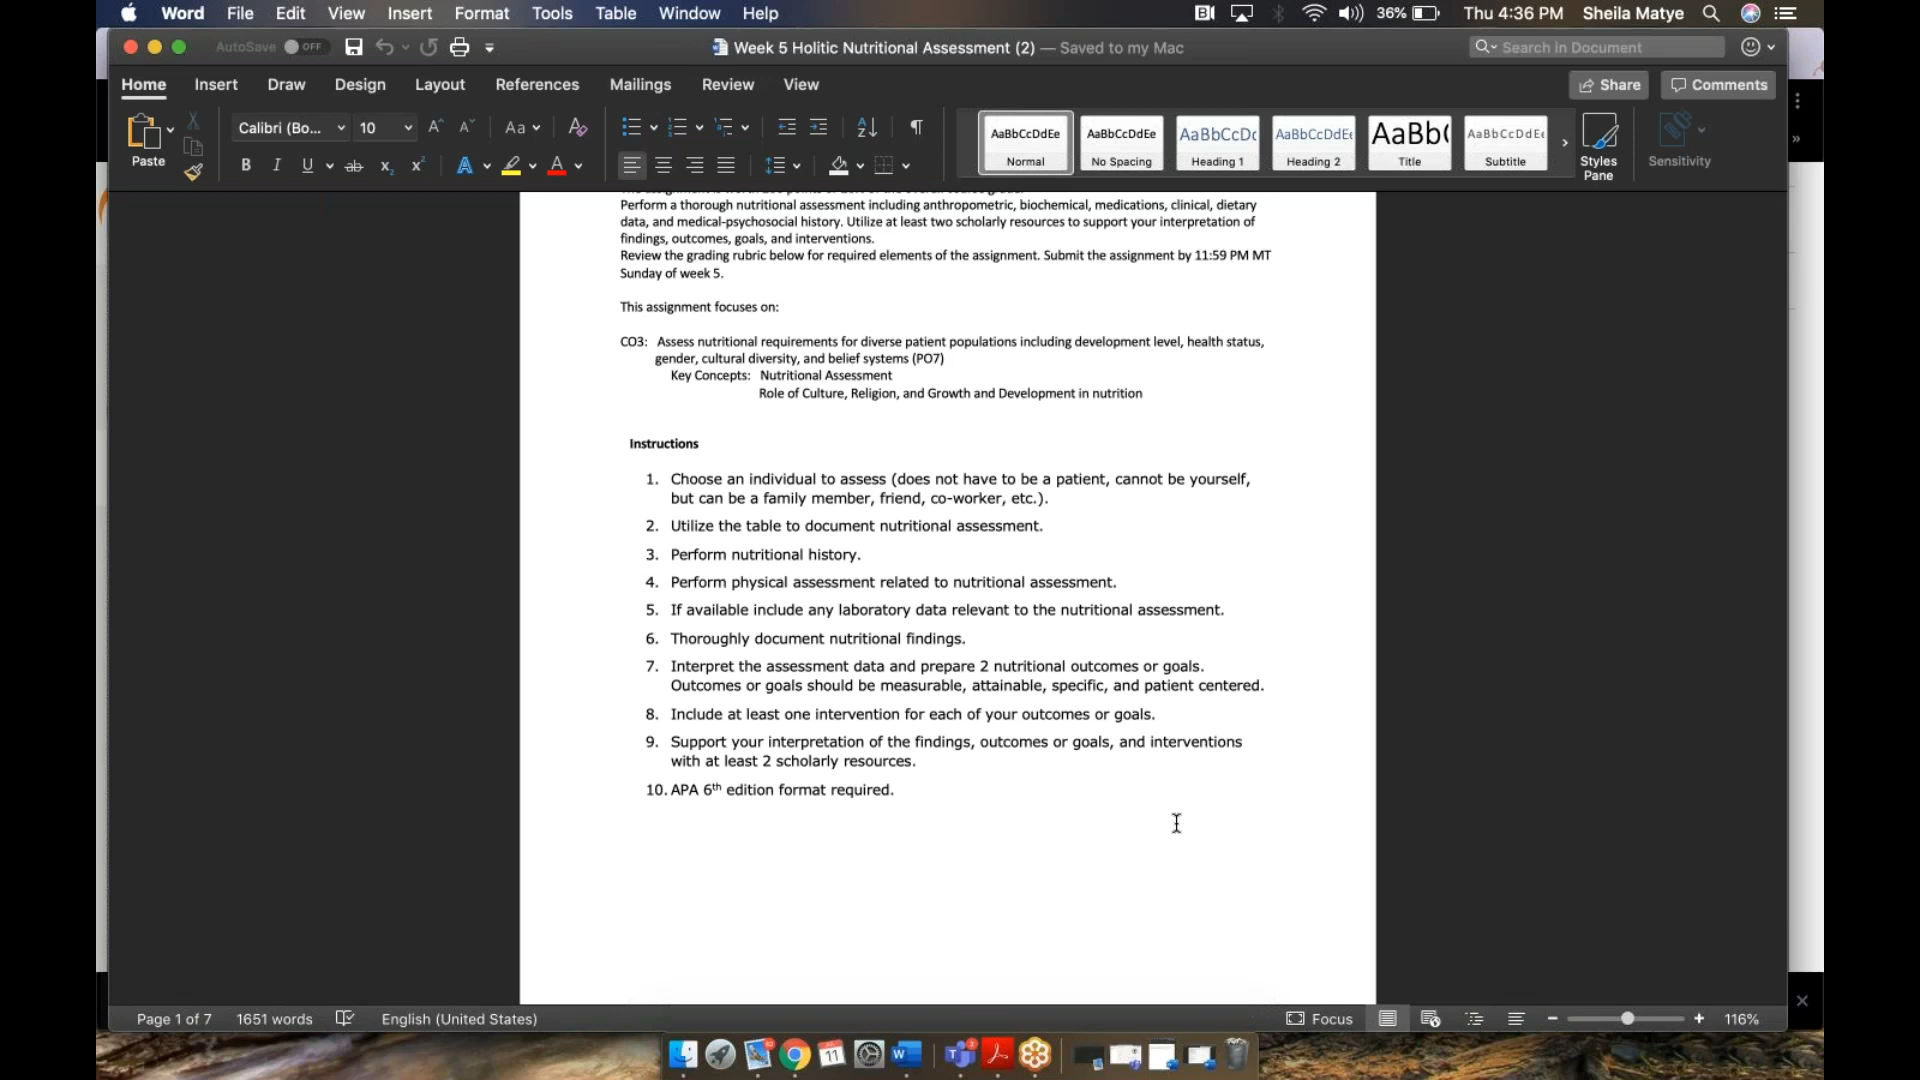 Word File Edit View Insert Format Tools Table Window Help 36% Thu 4:36 PM Sheila Matye
AutoSave OFF Week 5 Holitic Nutritional Assessment (2) — Saved to my Mac Search in Document
Home Insert Draw Design Layout References Mailings Review View Share Comments
Calibri (Bo... 10 AaBbCcDdEe AaBbCcDdEe AaBbCcDc AaBbCcDdEe AaBb( AaBbCcDdEe
Paste Normal No Spacing Heading 1 Heading 2 Title Subtitle Styles Pane Sensitivity
Perform a thorough nutritional assessment including anthropometric, biochemical, medications, clinical, dietary
data, and medical-psychosocial history. Utilize at least two scholarly resources to support your interpretation of
findings, outcomes, goals, and interventions.
Review the grading rubric below for required elements of the assignment. Submit the assignment by 11:59 PM MT
Sunday of week 5.
This assignment focuses on:
CO3: Assess nutritional requirements for diverse patient populations including development level, health status,
gender, cultural diversity, and belief systems (PO7)
Key Concepts: Nutritional Assessment
Role of Culture, Religion, and Growth and Development in nutrition
Instructions
1. Choose an individual to assess (does not have to be a patient, cannot be yourself,
but can be a family member, friend, co-worker, etc.).
2. Utilize the table to document nutritional assessment.
3. Perform nutritional history.
4. Perform physical assessment related to nutritional assessment.
5. If available include any laboratory data relevant to the nutritional assessment.
6. Thoroughly document nutritional findings.
7. Interpret the assessment data and prepare 2 nutritional outcomes or goals.
Outcomes or goals should be measurable, attainable, specific, and patient centered.
8. Include at least one intervention for each of your outcomes or goals.
9. Support your interpretation of the findings, outcomes or goals, and interventions
with at least 2 scholarly resources.
10. APA 6th edition format required.
Page 1 of 7 1651 words English (United States) Focus 116%